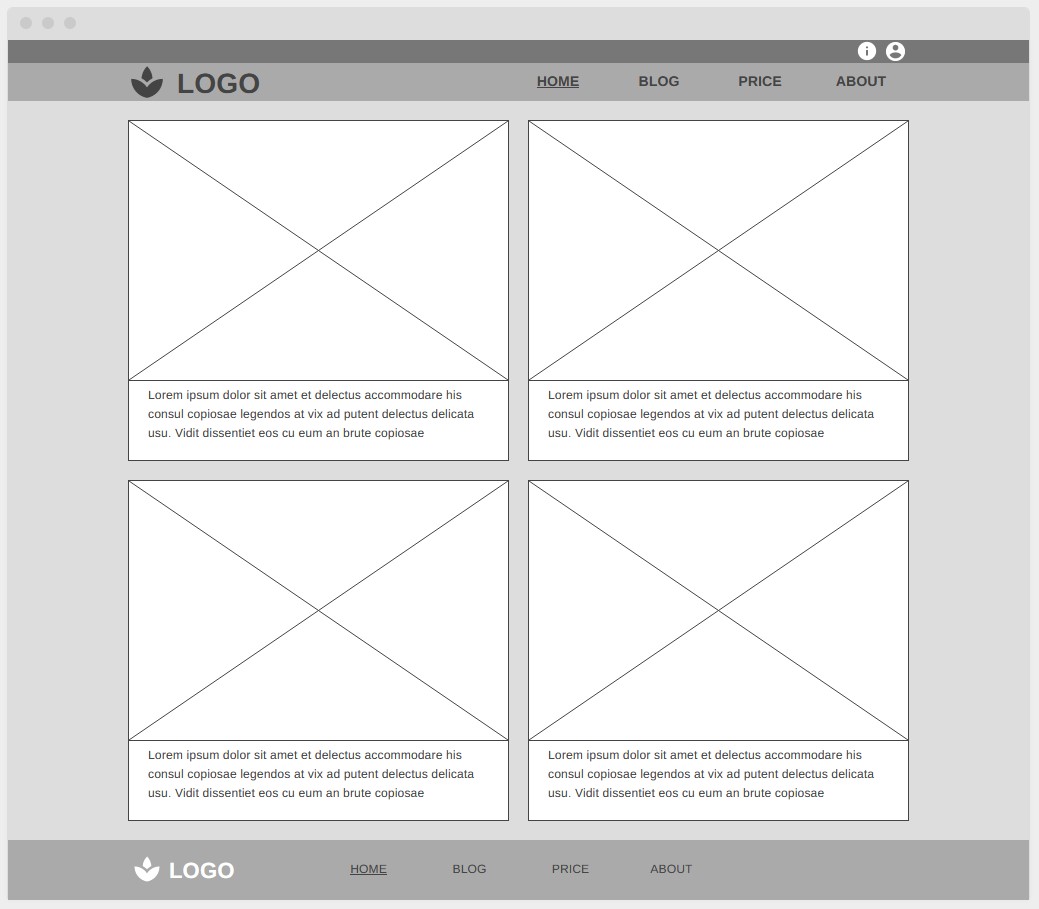 LOGO
HOME BLOG PRICE ABOUT
Lorem ipsum dolor sit amet et delectus accommodare his
consul copiosae legendos at vix ad putent delectus delicata
usu. Vidit dissentiet eos cu eum an brute copiosae
Lorem ipsum dolor sit amet et delectus accommodare his
consul copiosae legendos at vix ad putent delectus delicata
usu. Vidit dissentiet eos cu eum an brute copiosae
Lorem ipsum dolor sit amet et delectus accommodare his
consul copiosae legendos at vix ad putent delectus delicata
usu. Vidit dissentiet eos cu eum an brute copiosae
Lorem ipsum dolor sit amet et delectus accommodare his
consul copiosae legendos at vix ad putent delectus delicata
usu. Vidit dissentiet eos cu eum an brute copiosae
LOGO
HOME BLOG PRICE ABOUT